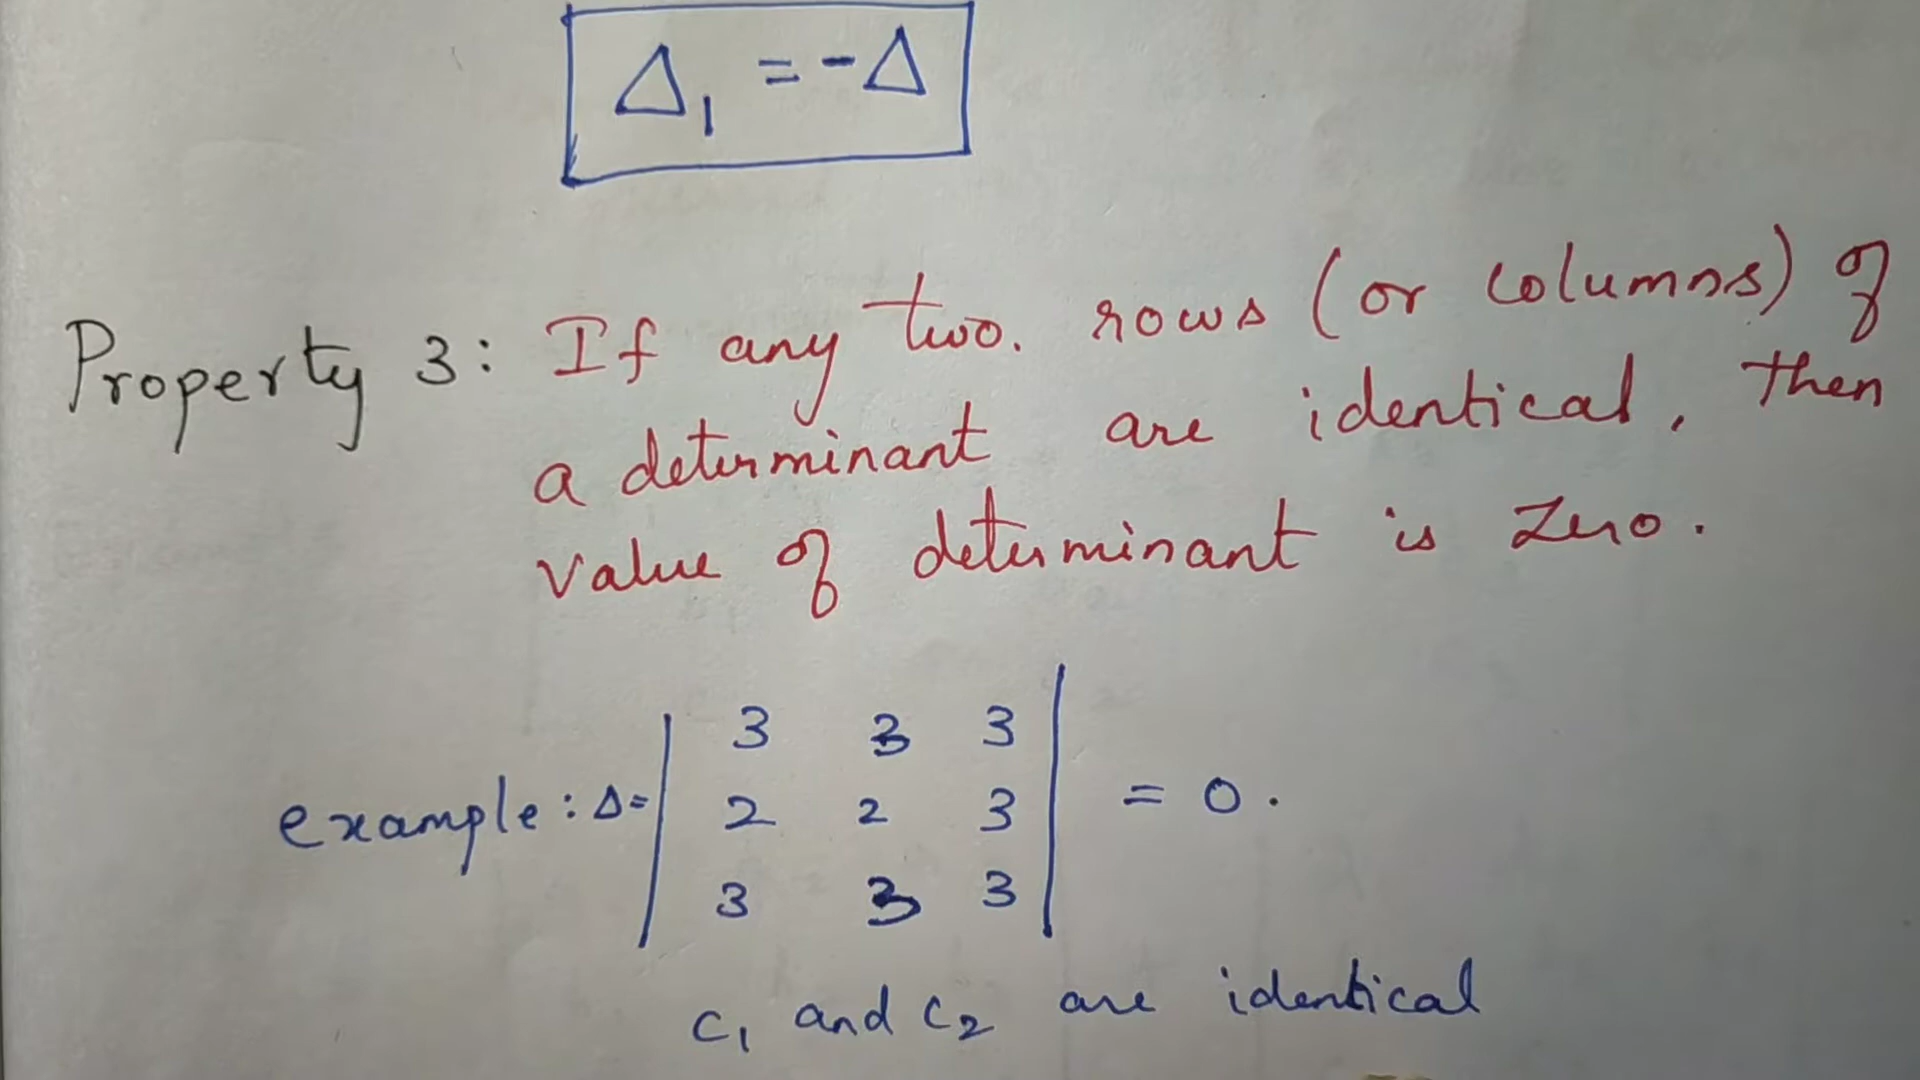 Δ₁ = -Δ
Property 3: If any two. rows (or columns) of
a determinant are identical, then
value of determinant is zero.
3 3 3
example: Δ= 2 2 3 = 0.
3 3 3
C₁ and C₂ are identical